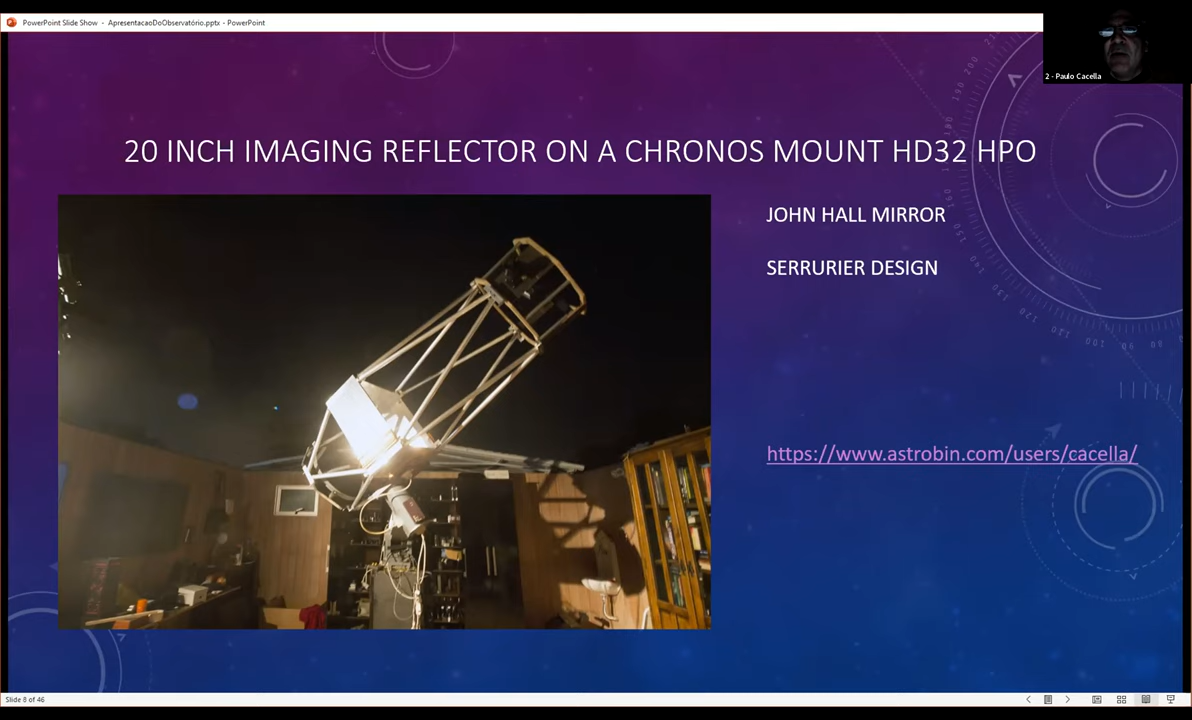 PowerPoint Slide Show - ApresentacaoDoObservatório.pptx - PowerPoint
2 - Paulo Cacella
20 INCH IMAGING REFLECTOR ON A CHRONOS MOUNT HD32 HPO
JOHN HALL MIRROR
SERRURIER DESIGN
https://www.astrobin.com/users/cacella/
Slide 8 of 46